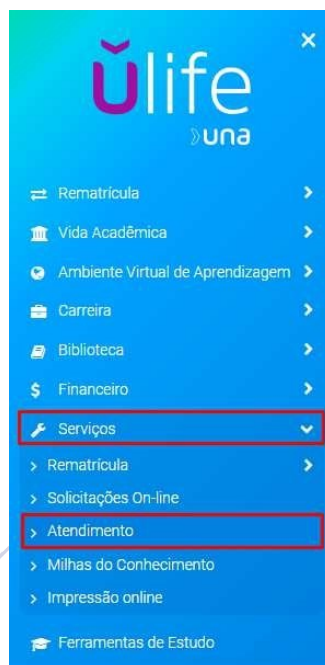 ×
ŭlife
»una
Rematrícula
Vida Acadêmica
Ambiente Virtual de Aprendizagem
Carreira
Biblioteca
$ Financeiro
Serviços
> Rematrícula
> Solicitações On-line
> Atendimento
> Milhas do Conhecimento
> Impressão online
Ferramentas de Estudo